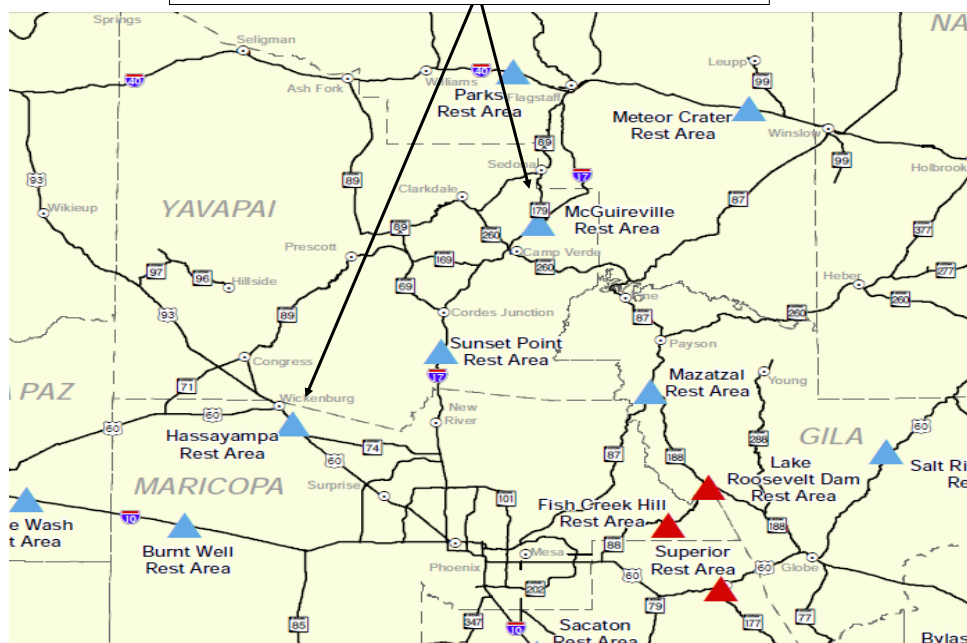 Springs
NA
Seligman
40
Ash Fork
Williams
40
Parks
Rest Area
Flagstaff
Leupp
99
Meteor Crater
Rest Area
Winslow
99
Holbrook
93
Wikieup
YAVAPAI
89
Clarkdale
Sedona
89
17
179
McGuireville
Rest Area
87
377
Prescott
89
260
169
Camp Verde
260
Heber
277
260
97
96
Hillside
69
93
89
Cordes Junction
87
260
Congress
Sunset Point
Rest Area
Payson
PAZ
71
17
Mazatzal
Rest Area
Young
Wickenburg
60
60
New
River
Hassayampa
Rest Area
74
60
87
188
288
GILA
60
Salt Ri
Re
MARICOPA
Surprise
101
Lake
Roosevelt Dam
Rest Area
Fish Creek Hill
Rest Area
188
e Wash
t Area
10
Burnt Well
Rest Area
Phoenix
Mesa
88
Superior
Rest Area
60
60
Globe
202
79
85
347
10
Sacaton
Rest Area
177
77
Bylas